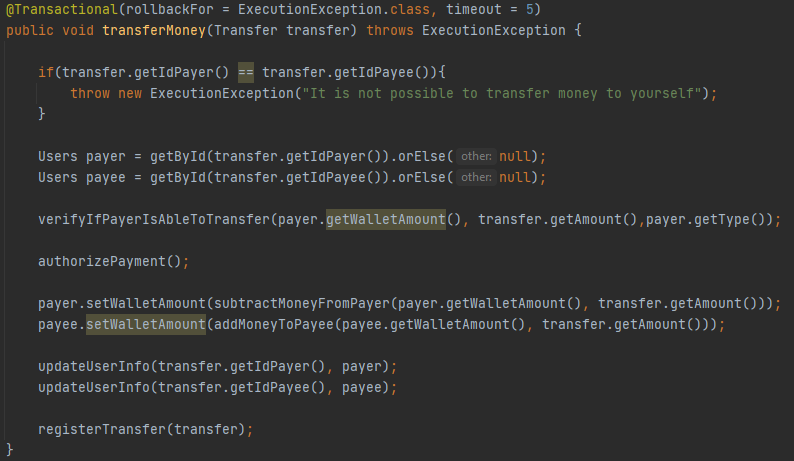 @Transactional(rollbackFor = ExecutionException.class, timeout = 5)
public void transferMoney(Transfer transfer) throws ExecutionException {
if(transfer.getIdPayer() == transfer.getIdPayee()){
throw new ExecutionException("It is not possible to transfer money to yourself");
}
Users payer = getById(transfer.getIdPayer()).orElse( other: null);
Users payee = getById(transfer.getIdPayee()).orElse( other: null);
verifyIfPayerIsAbleToTransfer(payer.getWalletAmount(), transfer.getAmount(),payer.getType());
authorizePayment();
payer.setWalletAmount(subtractMoneyFromPayer(payer.getWalletAmount(), transfer.getAmount()));
payee.setWalletAmount(addMoneyToPayee(payee.getWalletAmount(), transfer.getAmount()));
updateUserInfo(transfer.getIdPayer(), payer);
updateUserInfo(transfer.getIdPayee(), payee);
registerTransfer(transfer);
}